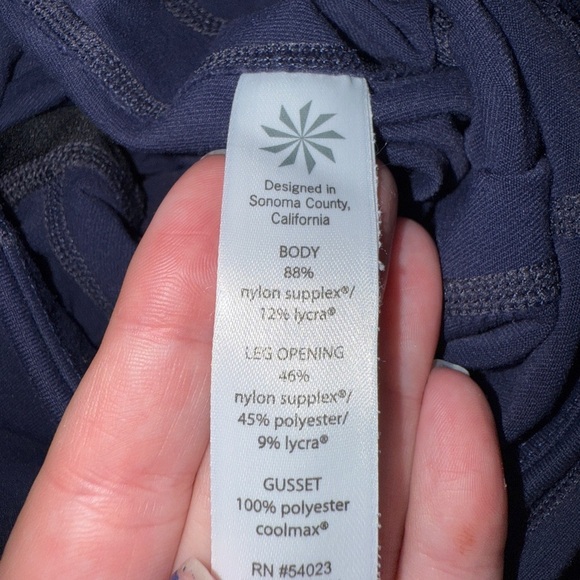 Designed in
Sonoma County,
California
BODY
88%
nylon supplex®/
12% lycra®
LEG OPENING
46%
nylon supplex®/
45% polyester/
9% lycra®
GUSSET
100% polyester
coolmax®
RN #54023